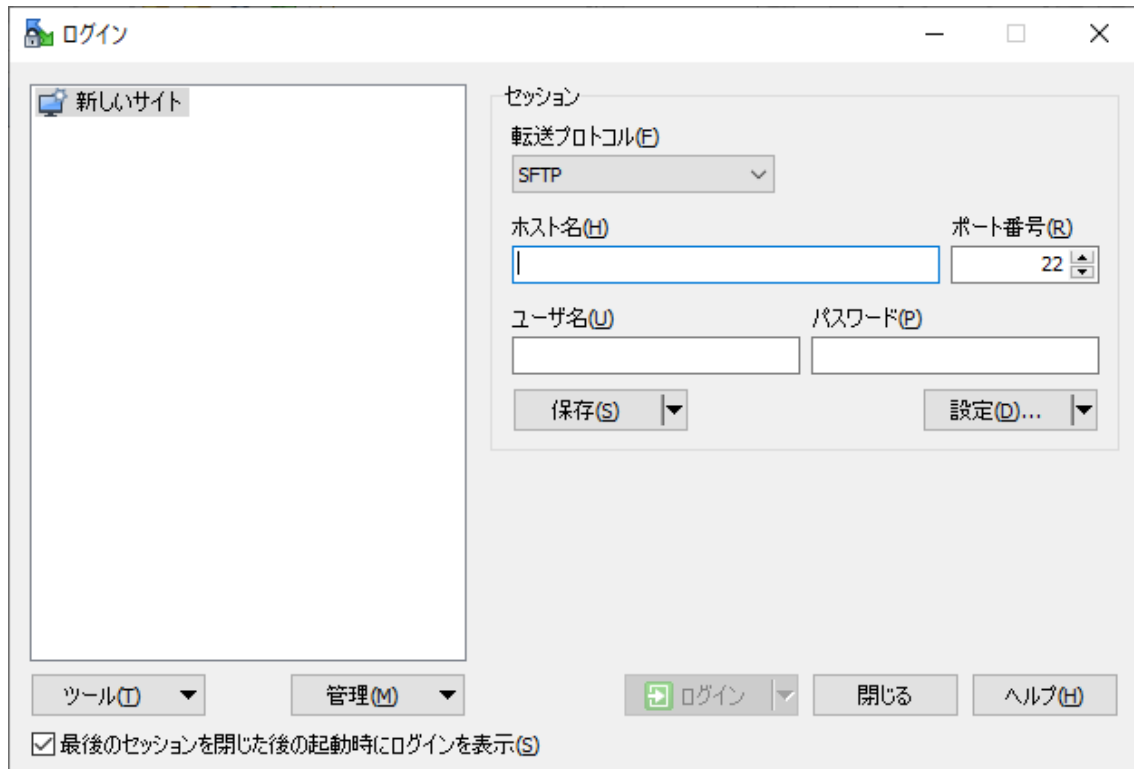 ログイン
新しいサイト
セッション
転送プロトコル(F)
SFTP
ホスト名(H)
ポート番号(R)
22
ユーザ名(U)
パスワード(P)
保存(S)
設定(D)...
ツール(T)
管理(M)
ログイン
閉じる
ヘルプ(H)
最後のセッションを閉じた後の起動時にログインを表示(S)